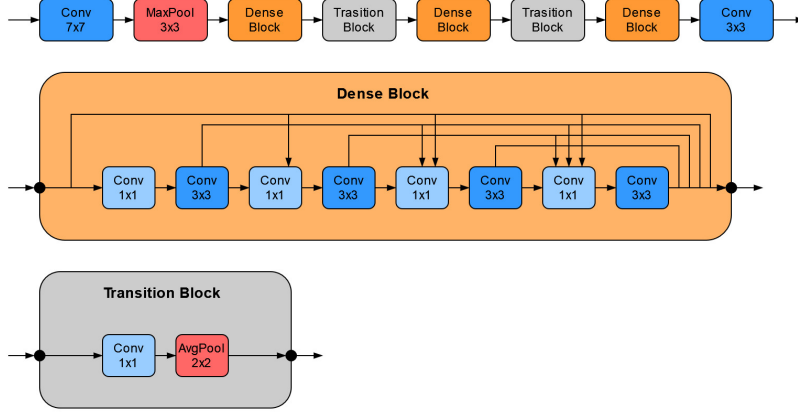 Conv
7x7
MaxPool
3x3
Dense
Block
Trasition
Block
Dense
Block
Trasition
Block
Dense
Block
Conv
3x3
Dense Block
Conv
1x1
Conv
3x3
Conv
1x1
Conv
3x3
Conv
1x1
Conv
3x3
Conv
1x1
Conv
3x3
Transition Block
Conv
1x1
AvgPool
2x2